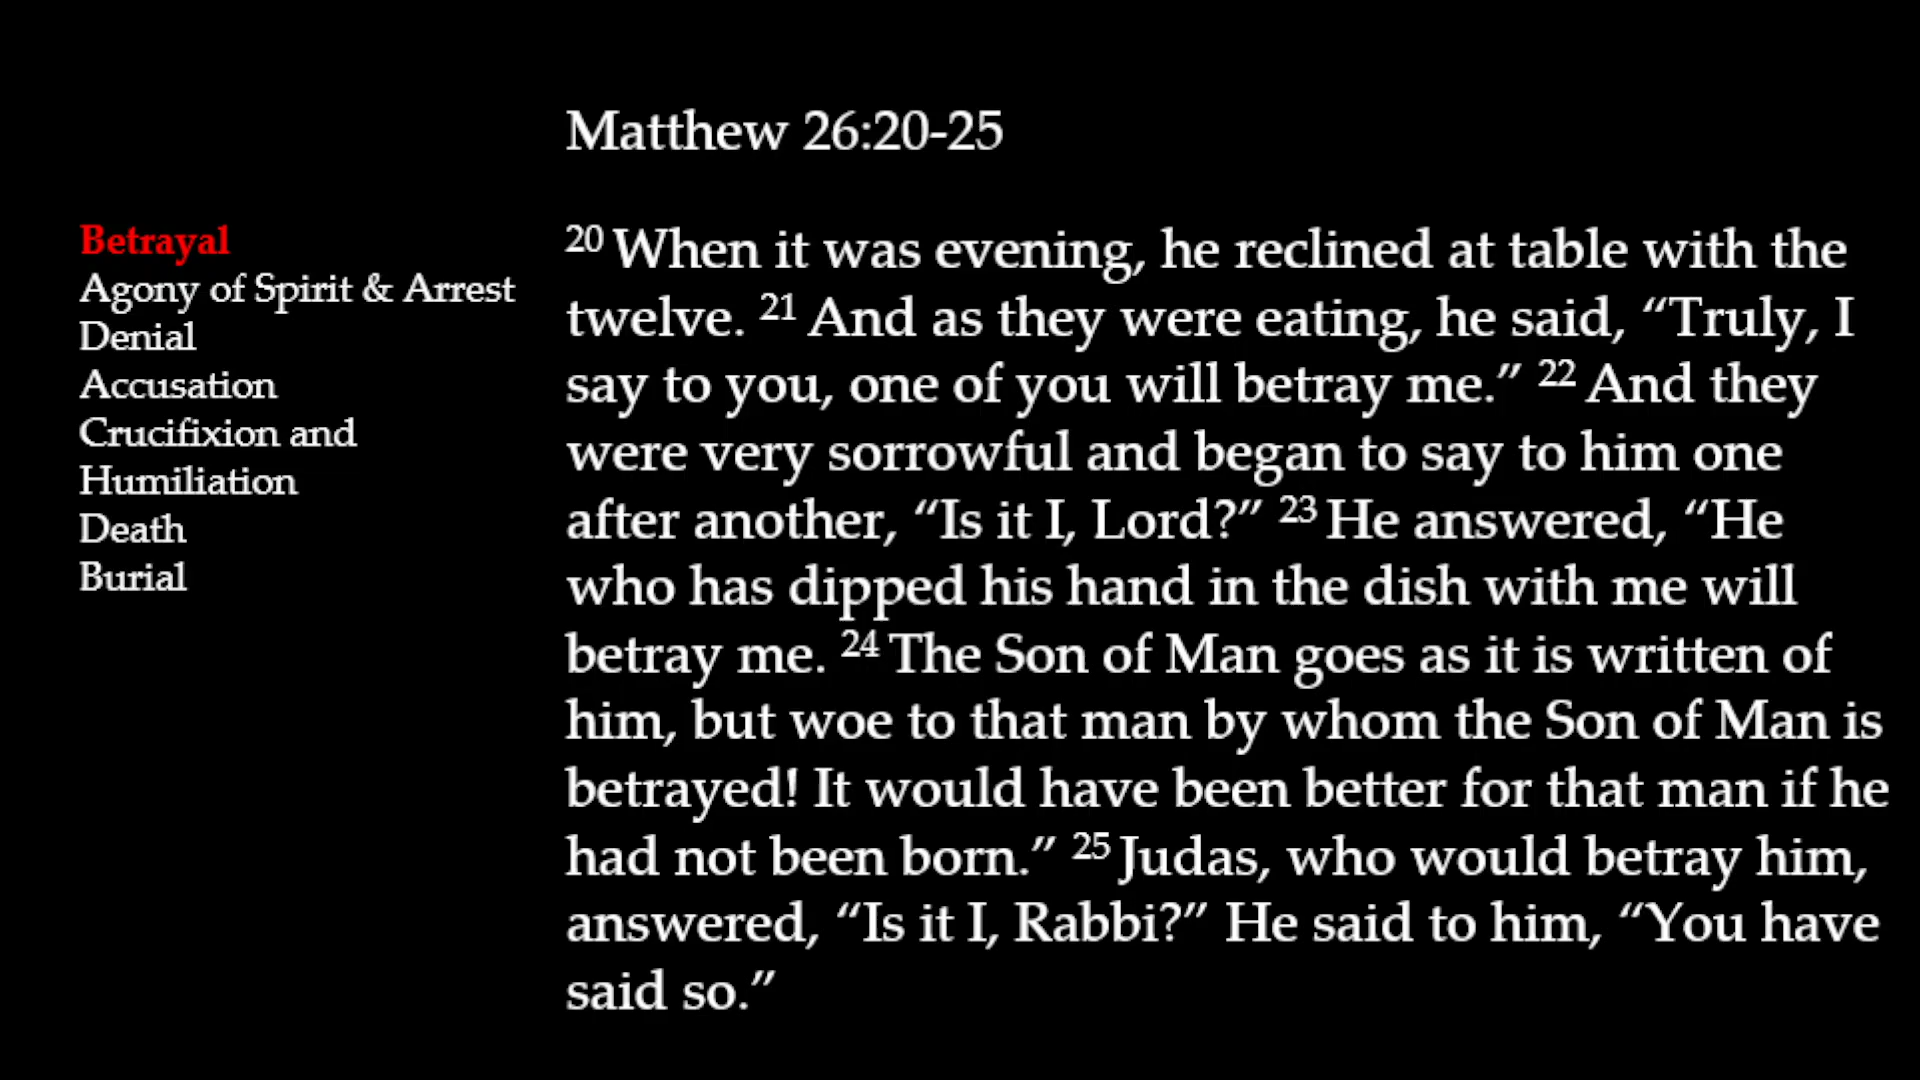 Matthew 26:20-25
Betrayal
Agony of Spirit & Arrest
Denial
Accusation
Crucifixion and
Humiliation
Death
Burial
20 When it was evening, he reclined at table with the
twelve. 21 And as they were eating, he said, “Truly, I
say to you, one of you will betray me.” 22 And they
were very sorrowful and began to say to him one
after another, “Is it I, Lord?” 23 He answered, “He
who has dipped his hand in the dish with me will
betray me. 24 The Son of Man goes as it is written of
him, but woe to that man by whom the Son of Man is
betrayed! It would have been better for that man if he
had not been born.” 25 Judas, who would betray him,
answered, “Is it I, Rabbi?” He said to him, “You have
said so.”